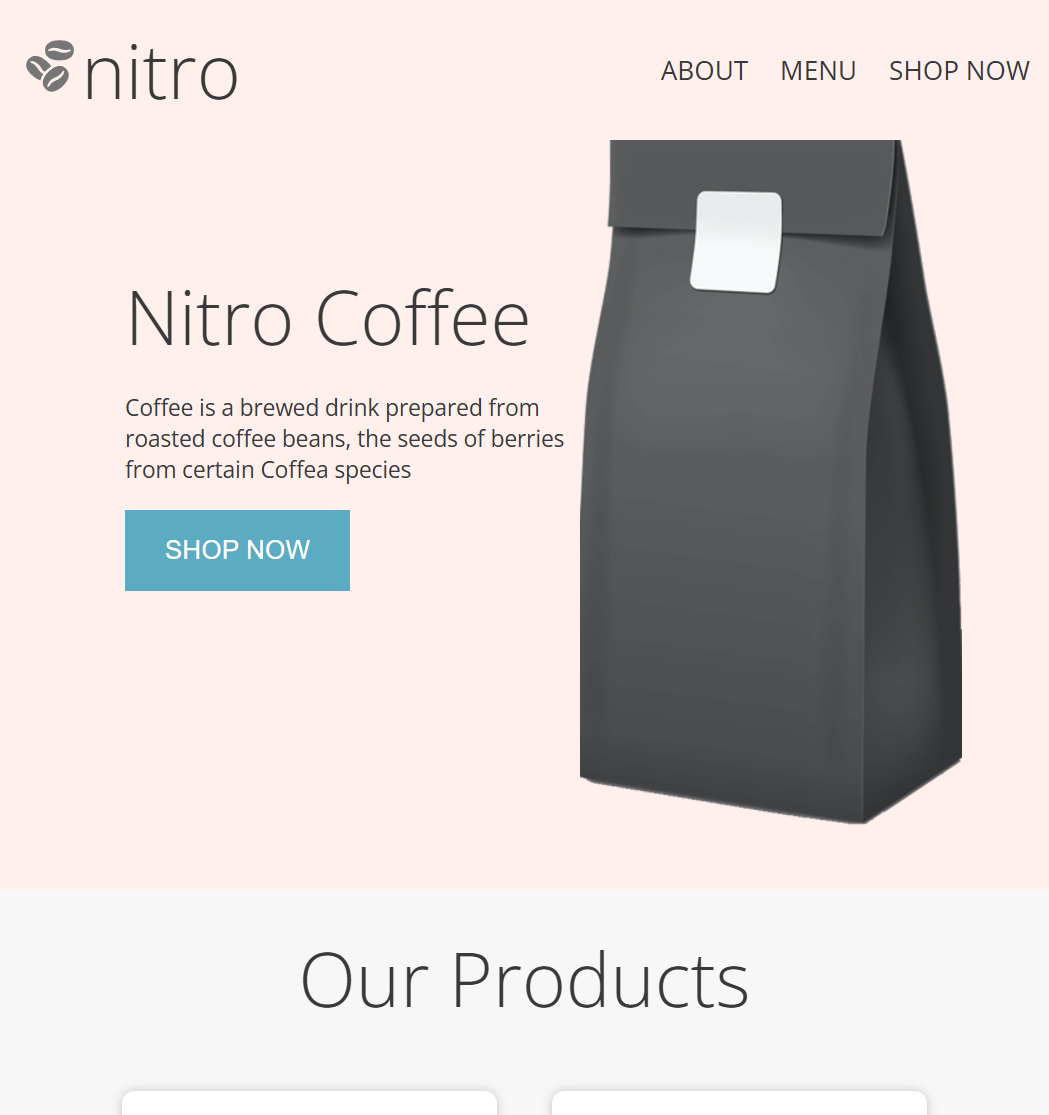 nitro
ABOUT MENU SHOP NOW
Nitro Coffee
Coffee is a brewed drink prepared from
roasted coffee beans, the seeds of berries
from certain Coffea species
SHOP NOW
Our Products